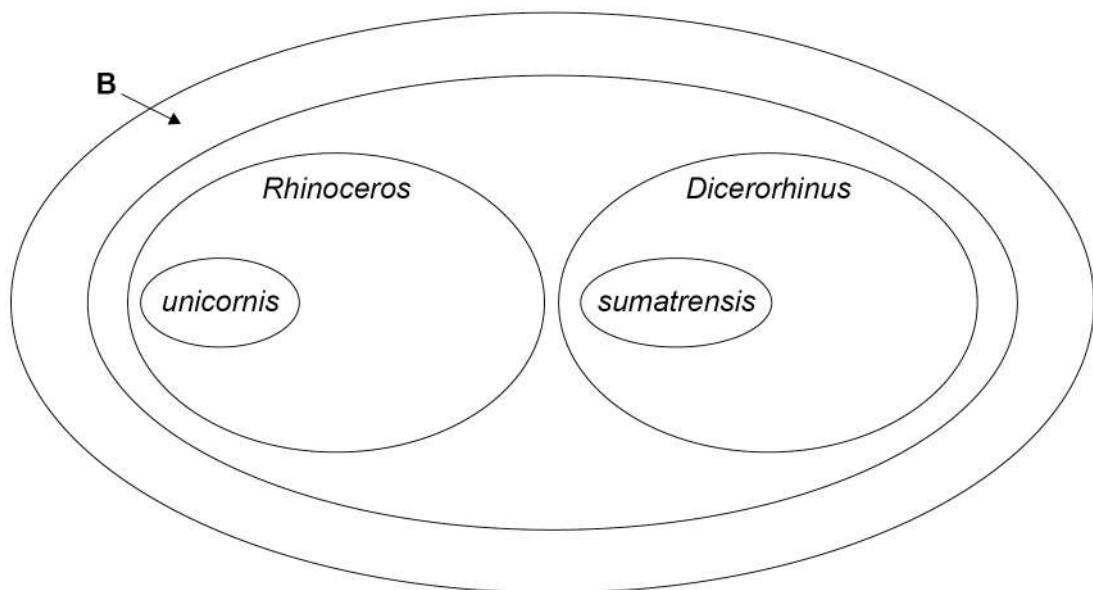 B
Rhinoceros
Dicerorhinus
unicornis
sumatrensis